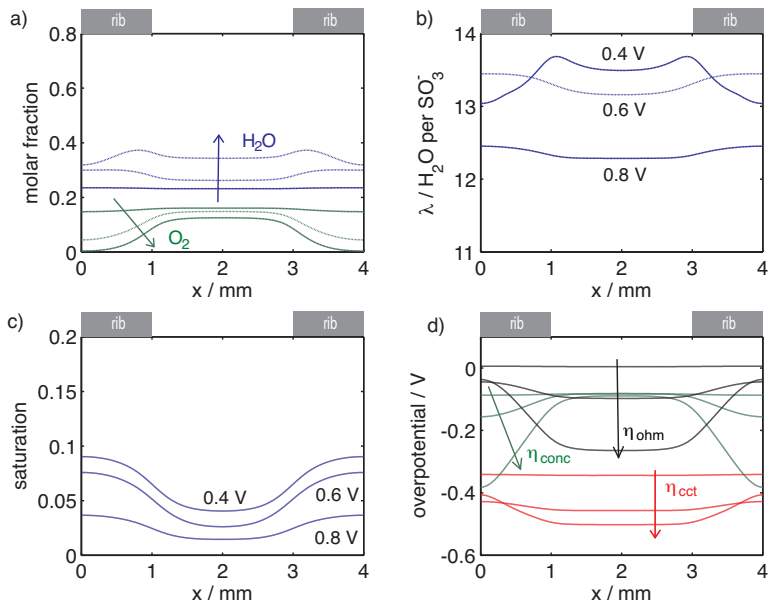 a)
rib
rib
0.8
0.6
0.4
0.2
0
molar fraction
H₂O
O₂
0 1 2 3 4
x / mm
b)
rib
rib
14
13
12
11
λ / H₂O per SO₃⁻
0.4 V
0.6 V
0.8 V
0 1 2 3 4
x / mm
c)
rib
rib
0.2
0.15
0.1
0.05
0
saturation
0.4 V
0.6 V
0.8 V
0 1 2 3 4
x / mm
d)
rib
rib
0
-0.2
-0.4
-0.6
overpotential / V
ηohm
ηconc
ηcct
0 1 2 3 4
x / mm